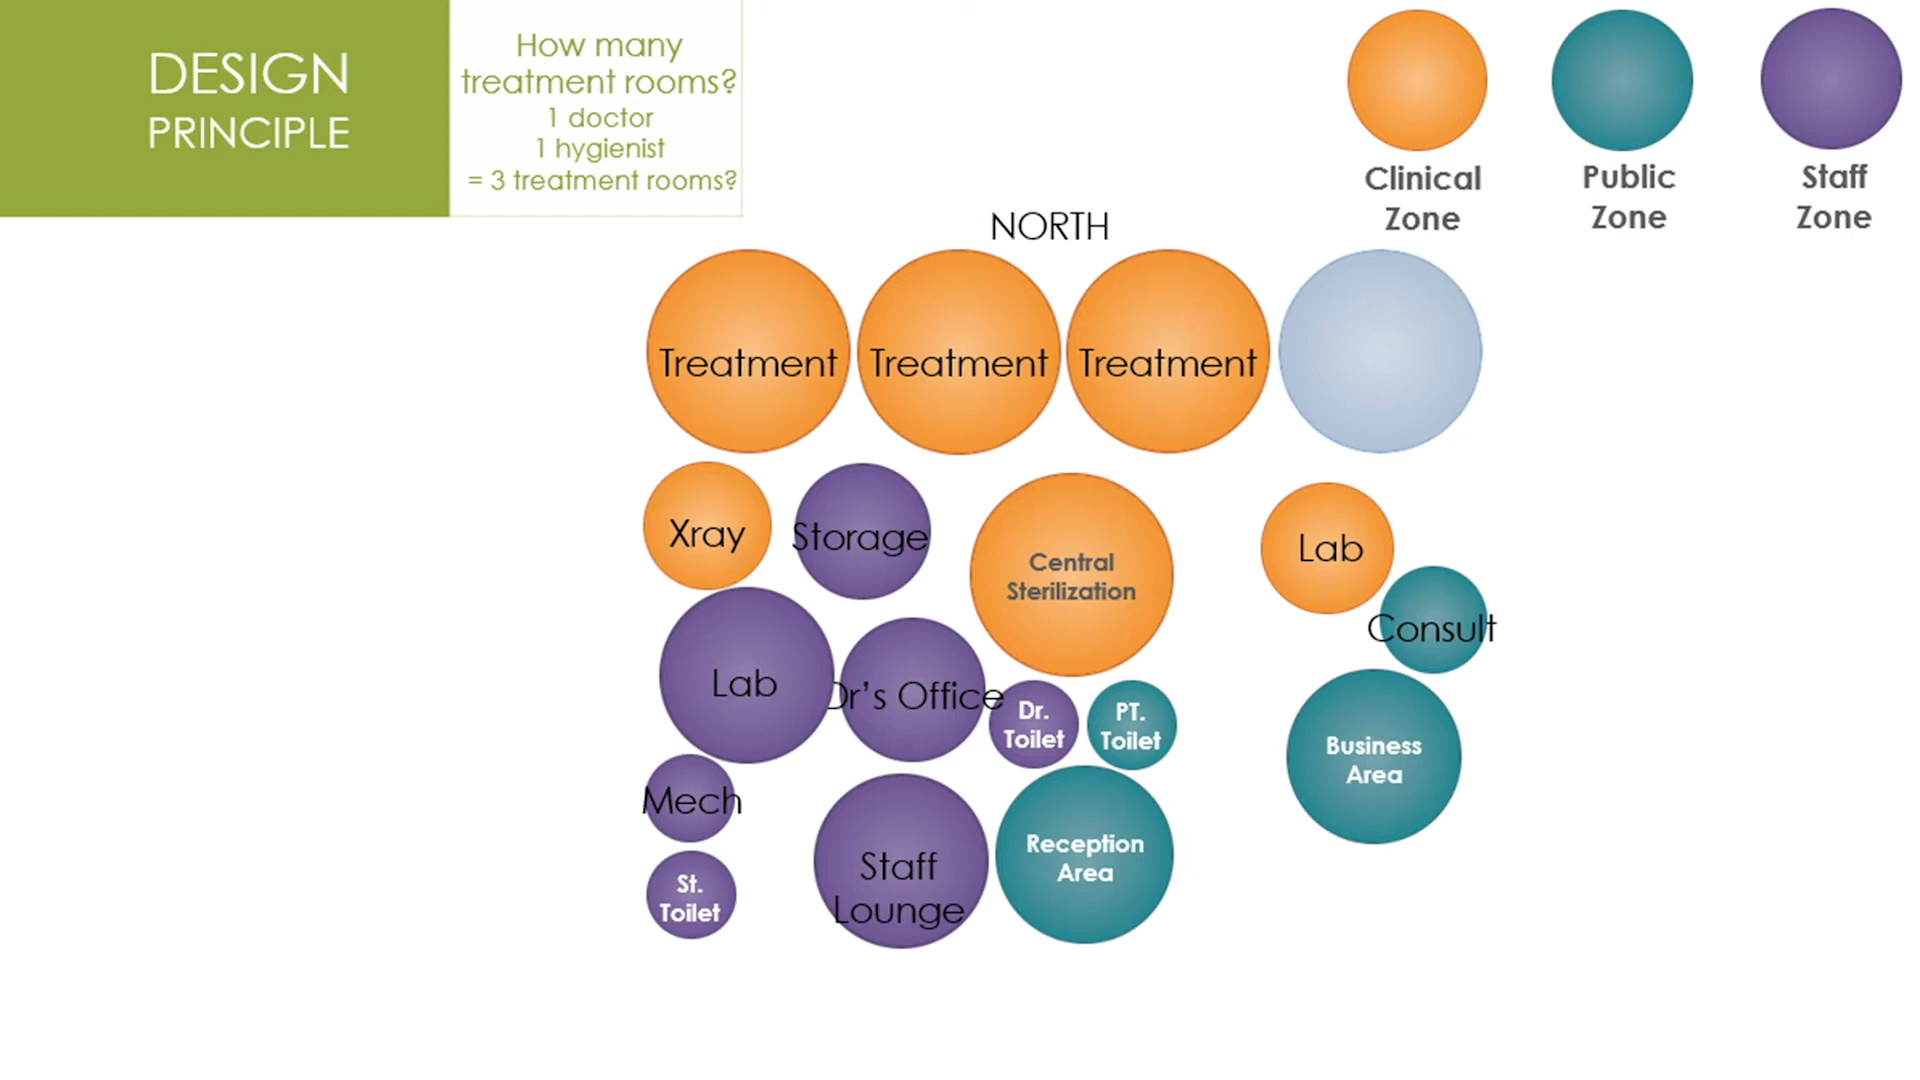 DESIGN
PRINCIPLE
How many
treatment rooms?
1 doctor
1 hygienist
= 3 treatment rooms?
Clinical
Zone
Public
Zone
Staff
Zone
NORTH
Treatment
Treatment
Treatment
Xray
Storage
Central
Sterilization
Lab
Consult
Lab
Dr's Office
Dr.
Toilet
PT.
Toilet
Business
Area
Mech
Staff
Lounge
Reception
Area
St.
Toilet